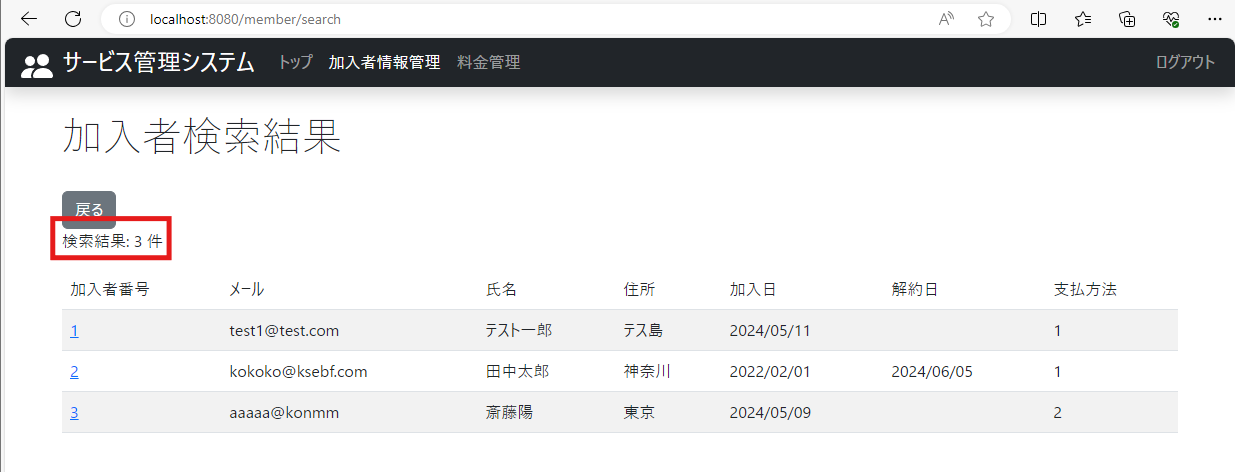 localhost:8080/member/search
サービス管理システム トップ 加入者情報管理 料金管理 ログアウト
加入者検索結果
戻る
検索結果: 3 件
加入者番号 メール 氏名 住所 加入日 解約日 支払方法
1 test1@test.com テスト一郎 テス島 2024/05/11 1
2 kokoko@ksebf.com 田中太郎 神奈川 2022/02/01 2024/06/05 1
3 aaaaa@konmm 斎藤陽 東京 2024/05/09 2